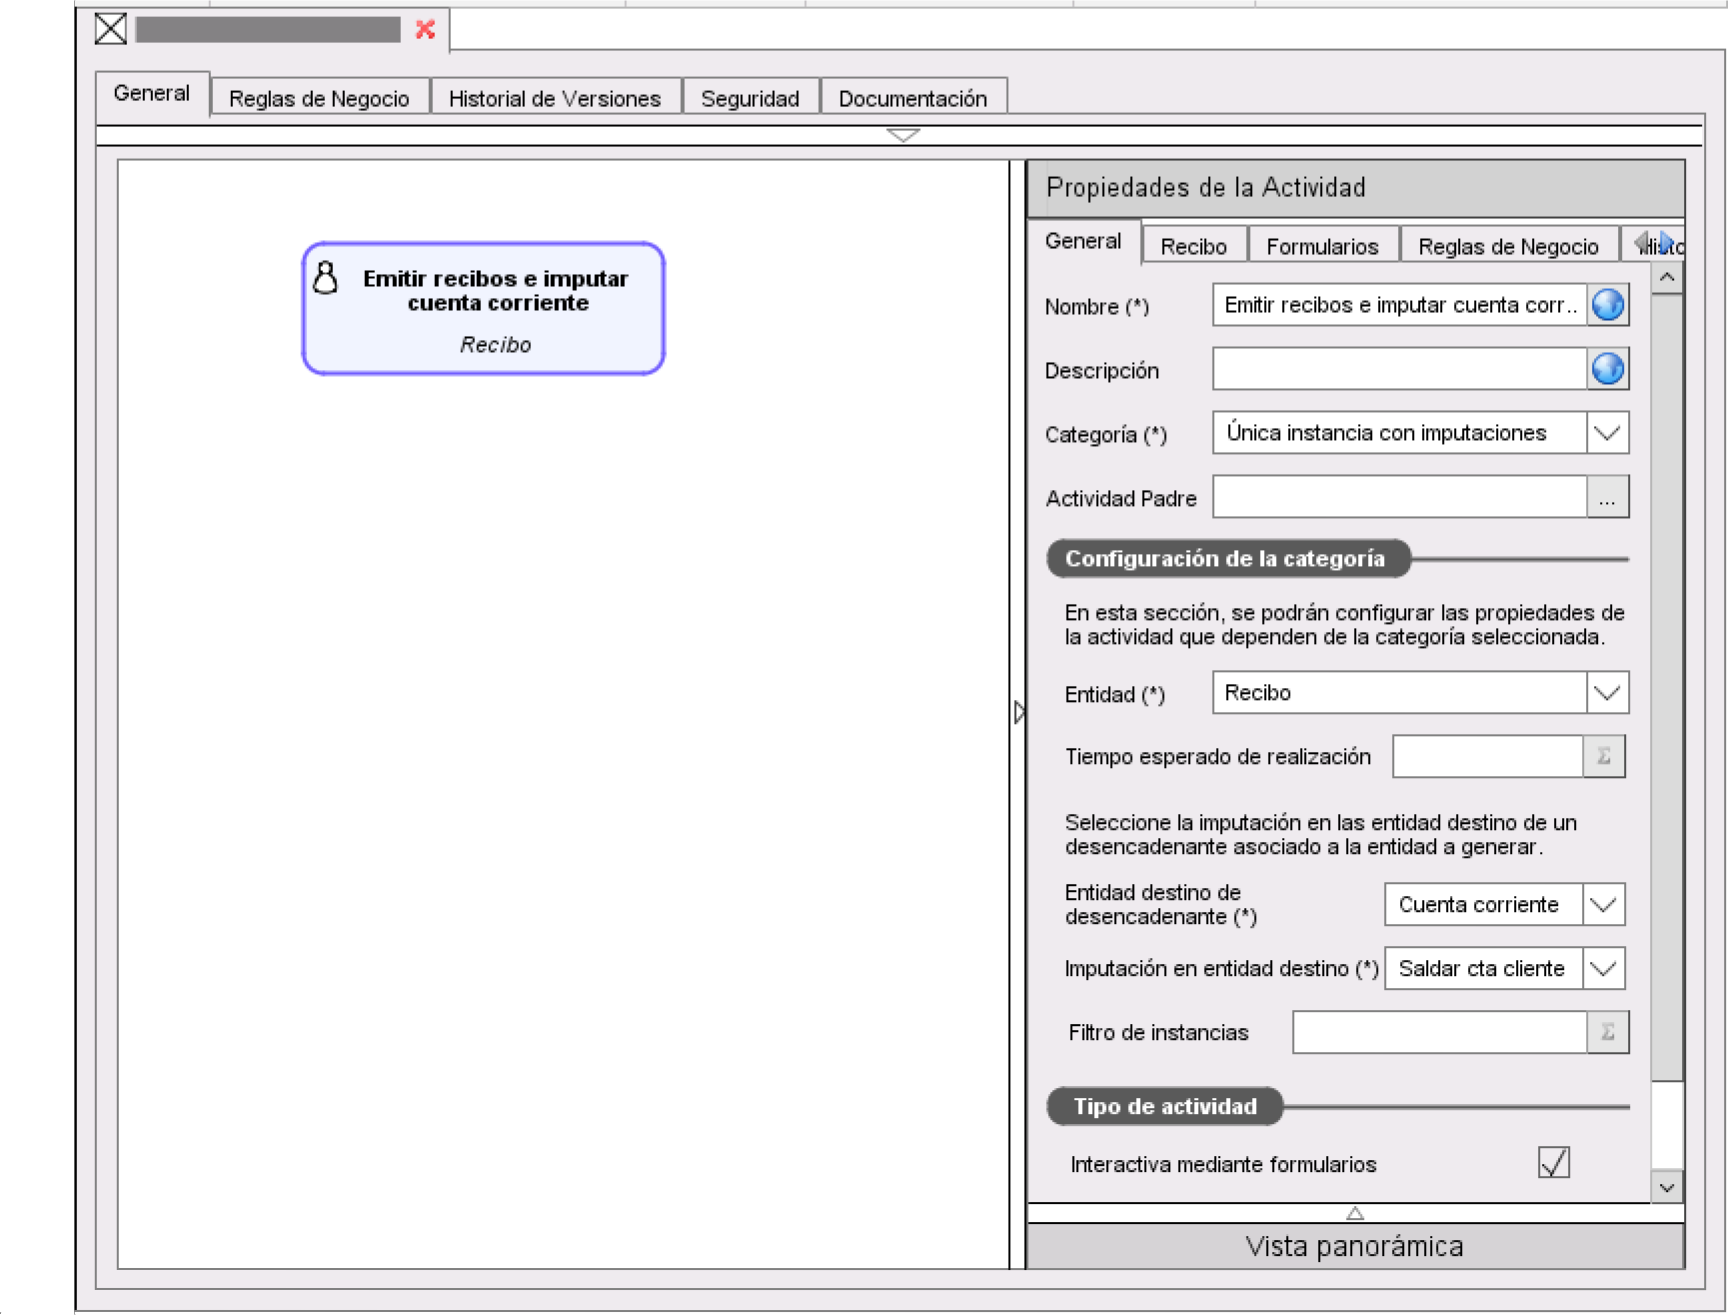 General
Reglas de Negocio
Historial de Versiones
Seguridad
Documentación
Emitir recibos e imputar
cuenta corriente
Recibo
Propiedades de la Actividad
General
Recibo
Formularios
Reglas de Negocio
Nombre (*)
Emitir recibos e imputar cuenta corr..
Descripción
Categoría (*)
Única instancia con imputaciones
Actividad Padre
...
Configuración de la categoría
En esta sección, se podrán configurar las propiedades de
la actividad que dependen de la categoría seleccionada.
Entidad (*)
Recibo
Tiempo esperado de realización
Σ
Seleccione la imputación en las entidad destino de un
desencadenante asociado a la entidad a generar.
Entidad destino de
desencadenante (*)
Cuenta corriente
Imputación en entidad destino (*)
Saldar cta cliente
Filtro de instancias
Σ
Tipo de actividad
Interactiva mediante formularios
Vista panorámica